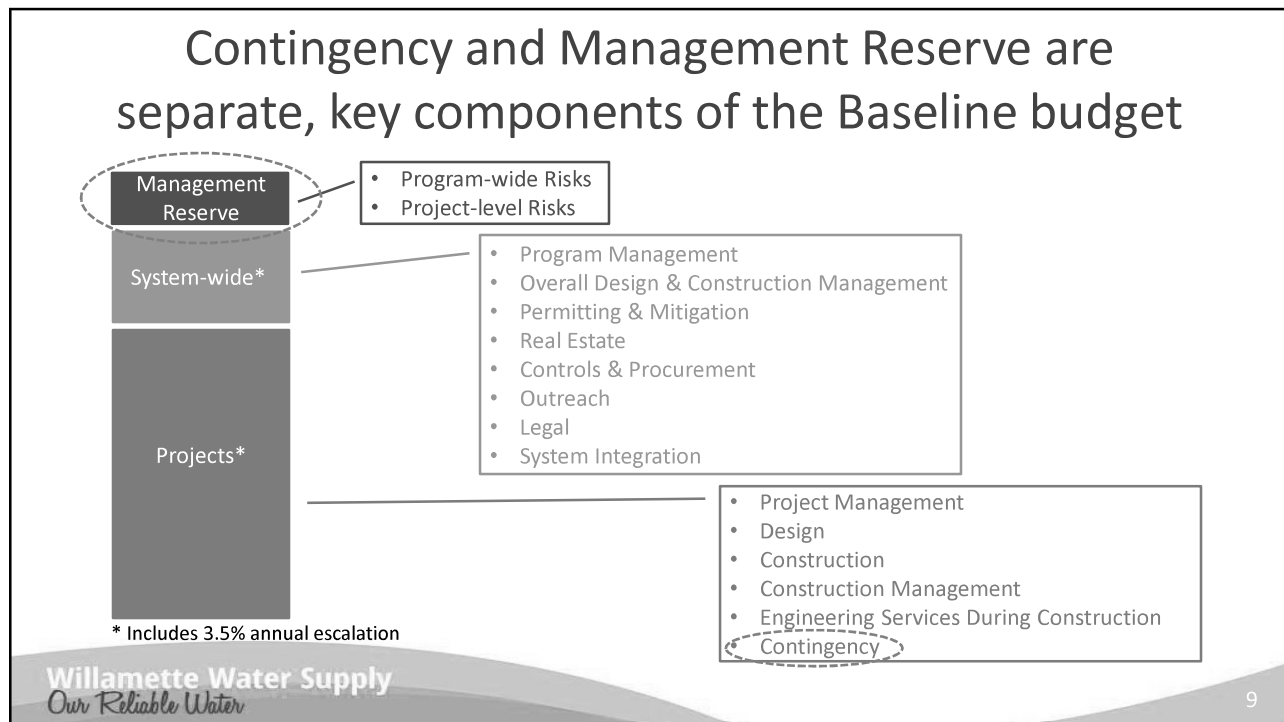 Contingency and Management Reserve are
separate, key components of the Baseline budget
Management
Reserve
• Program-wide Risks
• Project-level Risks
System-wide*
• Program Management
• Overall Design & Construction Management
• Permitting & Mitigation
• Real Estate
• Controls & Procurement
• Outreach
• Legal
• System Integration
Projects*
• Project Management
• Design
• Construction
• Construction Management
• Engineering Services During Construction
• Contingency
* Includes 3.5% annual escalation
Willamette Water Supply
Our Reliable Water
9